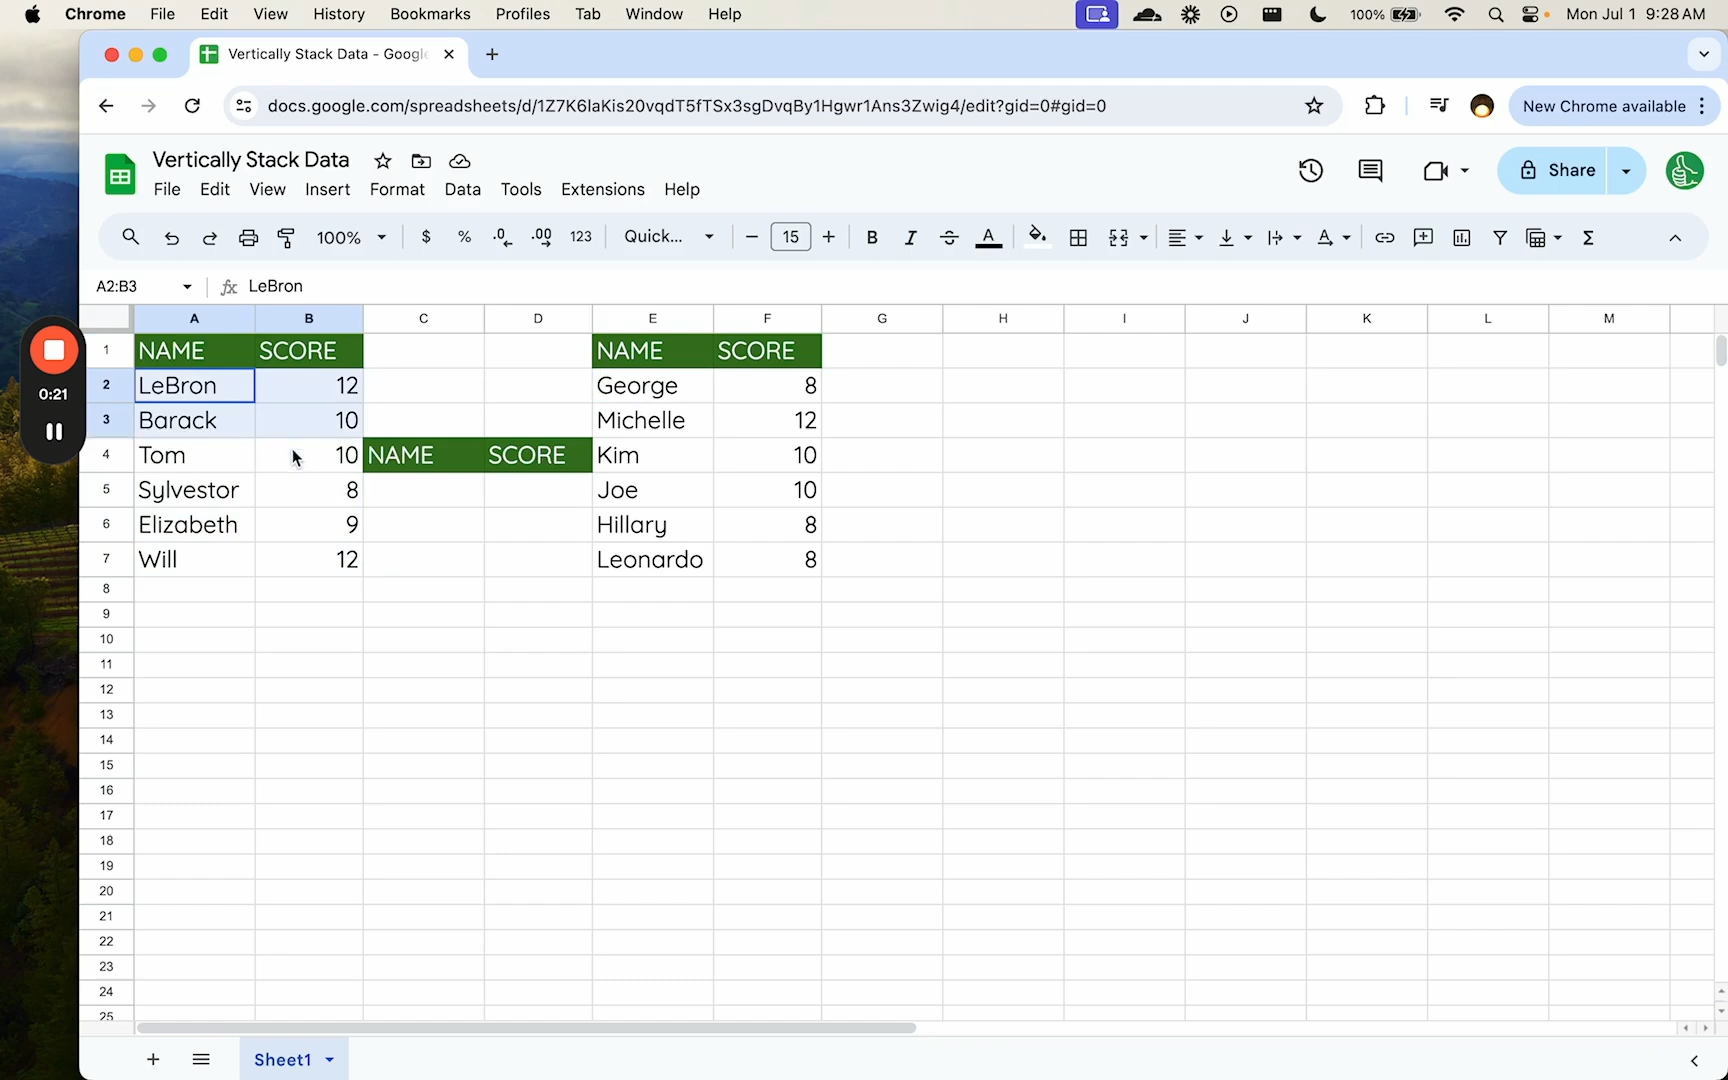 Chrome File Edit View History Bookmarks Profiles Tab Window Help 100% Mon Jul 1 9:28 AM
Vertically Stack Data - Google
docs.google.com/spreadsheets/d/1Z7K6laKis20vqdT5fTSx3sgDvqBy1Hgwr1Ans3Zwig4/edit?gid=0#gid=0 New Chrome available
Vertically Stack Data
File Edit View Insert Format Data Tools Extensions Help
Share
100% $ % .0 .00 123 Quick... 15 B I A
A2:B3 fx LeBron
A B C D E F G H I J K L M
1 NAME SCORE NAME SCORE
2 LeBron 12 George 8
3 Barack 10 Michelle 12
4 Tom 10 NAME SCORE Kim 10
5 Sylvestor 8 Joe 10
6 Elizabeth 9 Hillary 8
7 Will 12 Leonardo 8
8
9
10
11
12
13
14
15
16
17
18
19
20
21
22
23
24
25
0:21
Sheet1